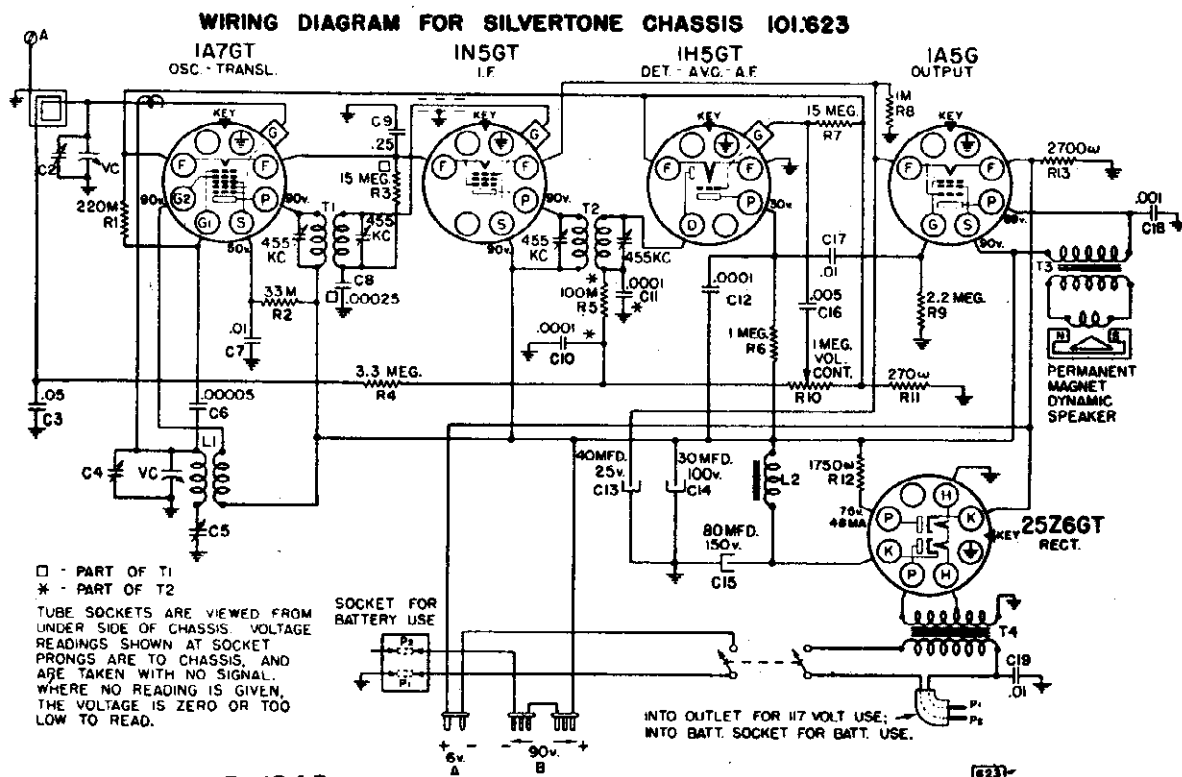 WIRING DIAGRAM FOR SILVERTONE CHASSIS 101.623
A
1A7GT
OSC.-TRANSL.
1N5GT
I.F.
1H5GT
DET.-A.V.C.-A.F.
1A5G
OUTPUT
KEY
G
F
F
G2
P
G1
S
90v.
90v.
50v.
C2
VC
220M
R1
C9
.25
15 MEG.
R3
T1
455
KC
455
KC
C8
.00025
33M
R2
.01
C7
KEY
G
F
F
P
S
90v.
90v.
T2
455
KC
455KC
100M
R5
.0001
C11
.0001
C10
KEY
G
F
F
D
P
30v.
15 MEG.
R7
1M
R8
C17
.01
.0001
C12
.005
C16
1 MEG.
R6
1 MEG.
VOL.
CONT.
R10
270ω
R11
2.2 MEG.
R9
KEY
F
F
P
G
S
88v.
90v.
2700ω
R13
.001
C18
T3
N
S
PERMANENT
MAGNET
DYNAMIC
SPEAKER
3.3 MEG.
R4
.05
C3
.00005
C6
L1
C4
VC
C5
40MFD.
25v.
C13
30MFD.
100v.
C14
L2
80MFD.
150v.
C15
1750ω
R12
75v.
48MA
H
P
K
K
P
H
KEY
25Z6GT
RECT.
T4
C19
.01
□ - PART OF T1
* - PART OF T2
TUBE SOCKETS ARE VIEWED FROM
UNDER SIDE OF CHASSIS. VOLTAGE
READINGS SHOWN AT SOCKET
PRONGS ARE TO CHASSIS, AND
ARE TAKEN WITH NO SIGNAL.
WHERE NO READING IS GIVEN,
THE VOLTAGE IS ZERO OR TOO
LOW TO READ.
SOCKET FOR
BATTERY USE
P2
P1
+ 6v. -
A
- 90v. +
B
INTO OUTLET FOR 117 VOLT USE;
INTO BATT. SOCKET FOR BATT. USE.
P1
P2
623